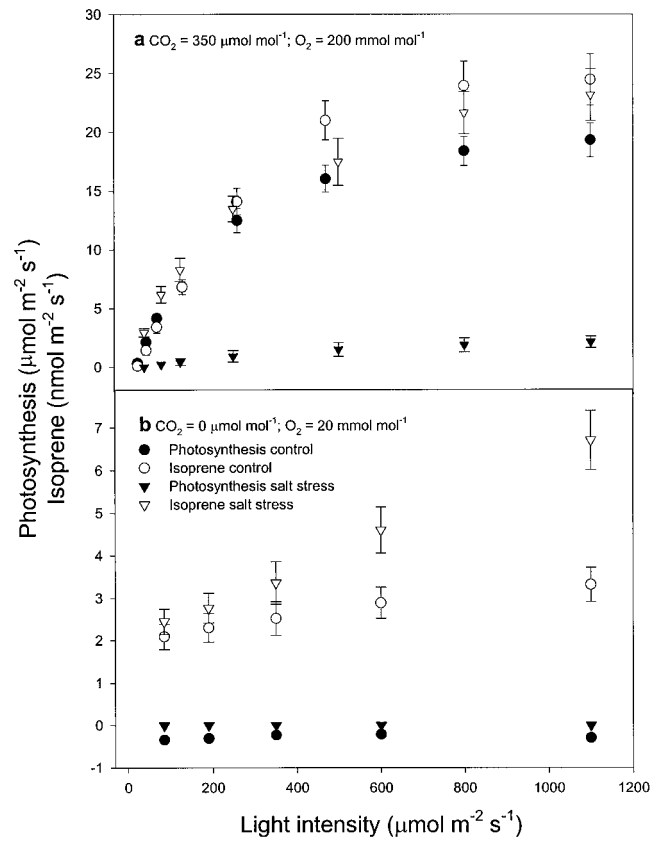 a CO₂ = 350 μmol mol⁻¹; O₂ = 200 mmol mol⁻¹
30
25
20
15
10
5
0
Photosynthesis (μmol m⁻² s⁻¹)
Isoprene (nmol m⁻² s⁻¹)
b CO₂ = 0 μmol mol⁻¹; O₂ = 20 mmol mol⁻¹
Photosynthesis control
Isoprene control
Photosynthesis salt stress
Isoprene salt stress
7
6
5
4
3
2
1
0
-1
0 200 400 600 800 1000 1200
Light intensity (μmol m⁻² s⁻¹)